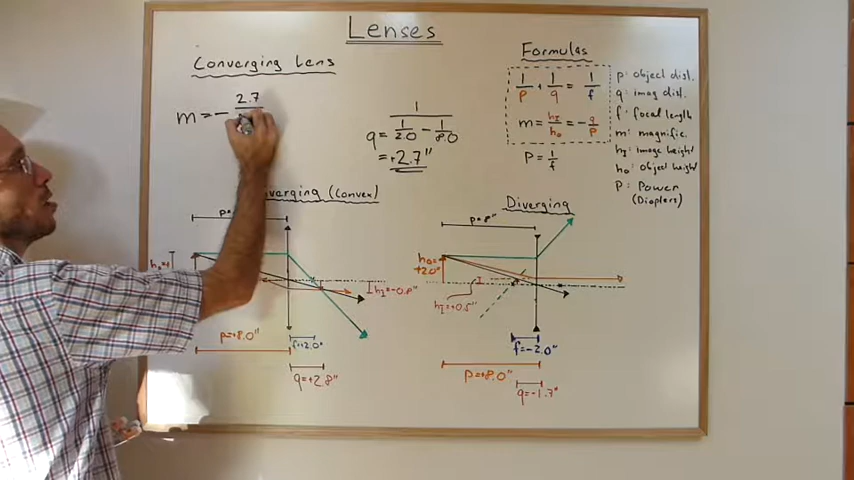 Lenses
Converging Lens
m = - 2.7
q = 1 / (1/2.0 - 1/8.0)
= +2.7"
Formulas
1/p + 1/q = 1/f
m = hI/ho = -q/p
P = 1/f
p: object dist.
q: imag dist.
f: focal length
m: magnific.
hI: image height
ho: object height
P: Power
(Diopters)
verging (Convex)
p=
hI=-0.8"
p=+8.0"
f=+2.0"
q=+2.8"
Diverging
p=8"
ho=
+2.0"
hI=+0.5"
f=-2.0"
p=+8.0"
q=-1.7"